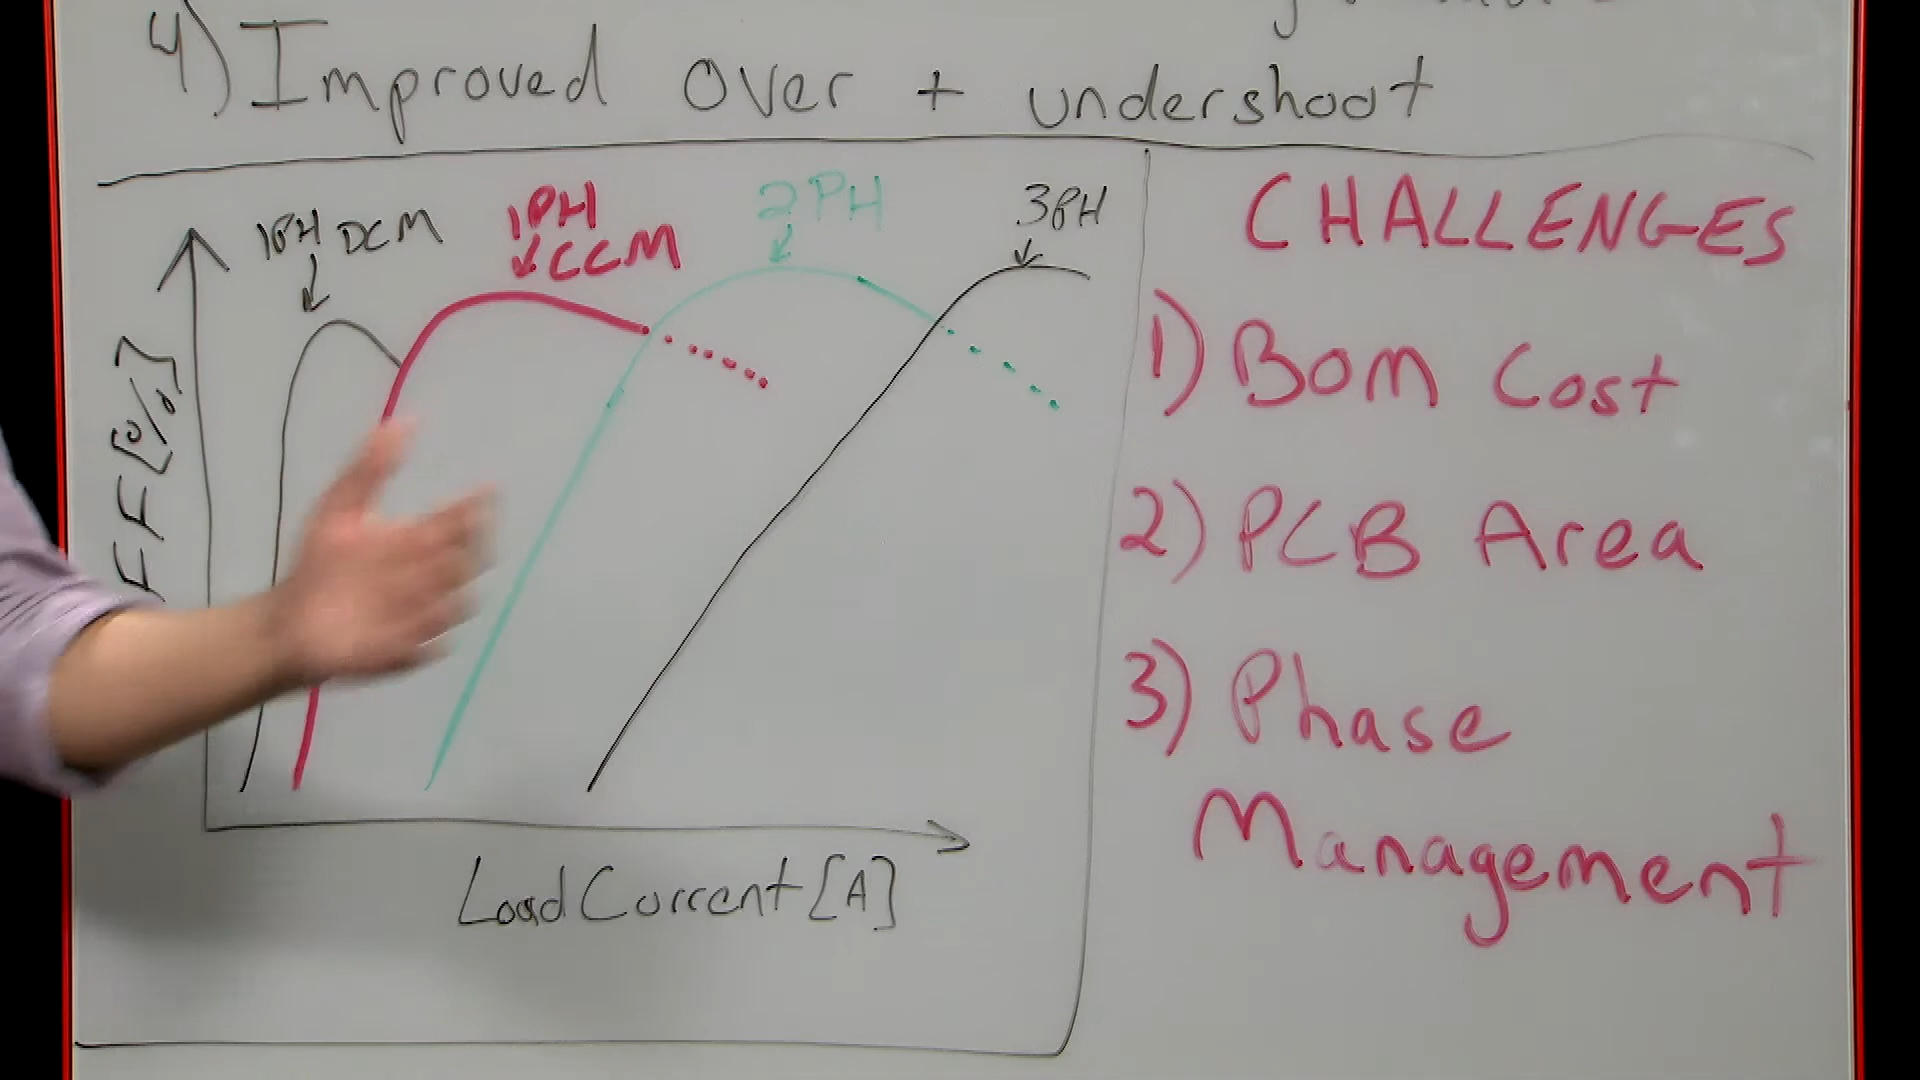 4) Improved Over + undershoot
1PH DCM
1PH
CCM
2PH
3PH
FF[%]
Load Current [A]
CHALLENGES
1) BOM Cost
2) PCB Area
3) Phase
Management